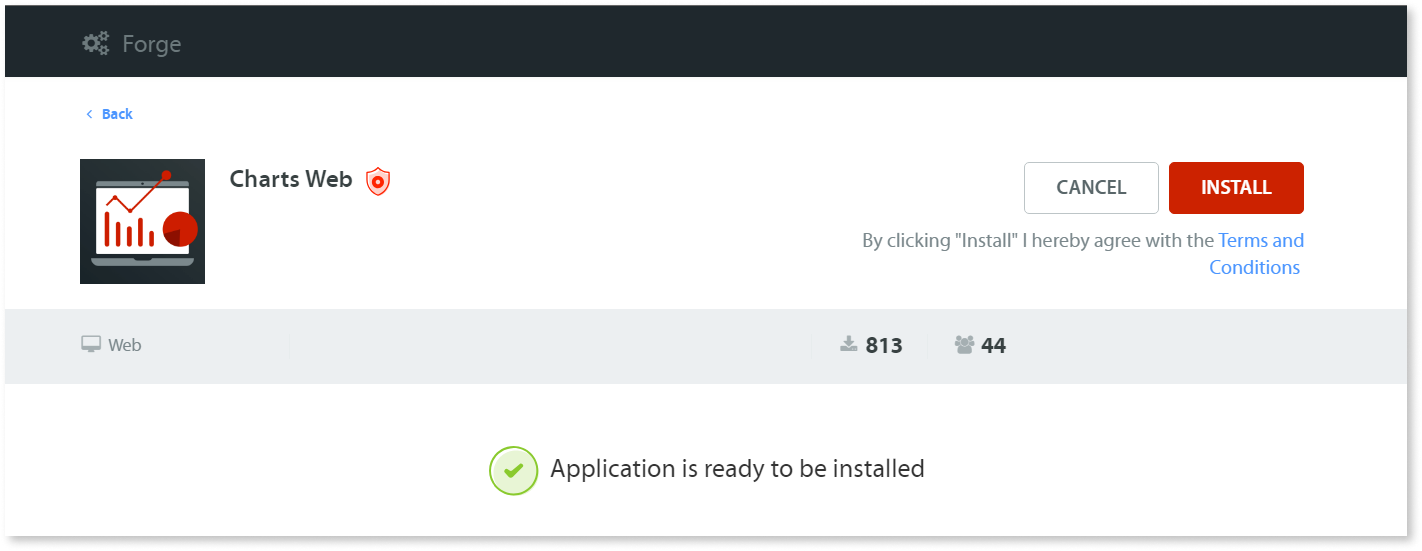 Forge
Back
Charts Web
CANCEL
INSTALL
By clicking "Install" I hereby agree with the Terms and
Conditions
Web
813
44
Application is ready to be installed